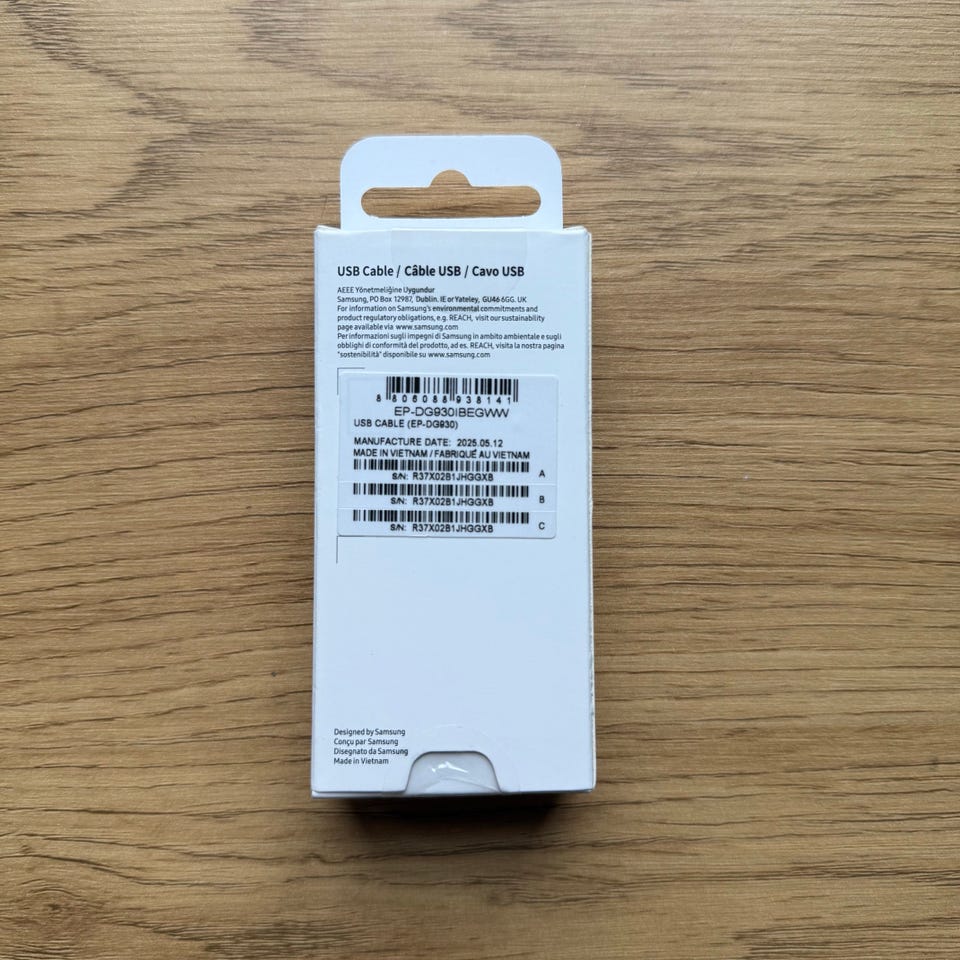 USB Cable / Câble USB / Cavo USB
AEEE Yönetmeliğine Uygundur
Samsung, PO Box 12987, Dublin. IE or Yateley, GU46 6GG. UK
For information on Samsung's environmental commitments and
product regulatory obligations, e.g. REACH, visit our sustainability
page available via www.samsung.com
Per informazioni sugli impegni di Samsung in ambito ambientale e sugli
obblighi di conformità del prodotto, ad es. REACH, visita la nostra pagina
"sostenibilità" disponibile su www.samsung.com
8 806088 938141
EP-DG930IBEGWW
USB CABLE (EP-DG930)
MANUFACTURE DATE: 2025.05.12
MADE IN VIETNAM / FABRIQUÉ AU VIETNAM
S/N: R37X02B1JHGGXB A
S/N: R37X02B1JHGGXB B
S/N: R37X02B1JHGGXB C
Designed by Samsung
Conçu par Samsung
Disegnato da Samsung
Made in Vietnam